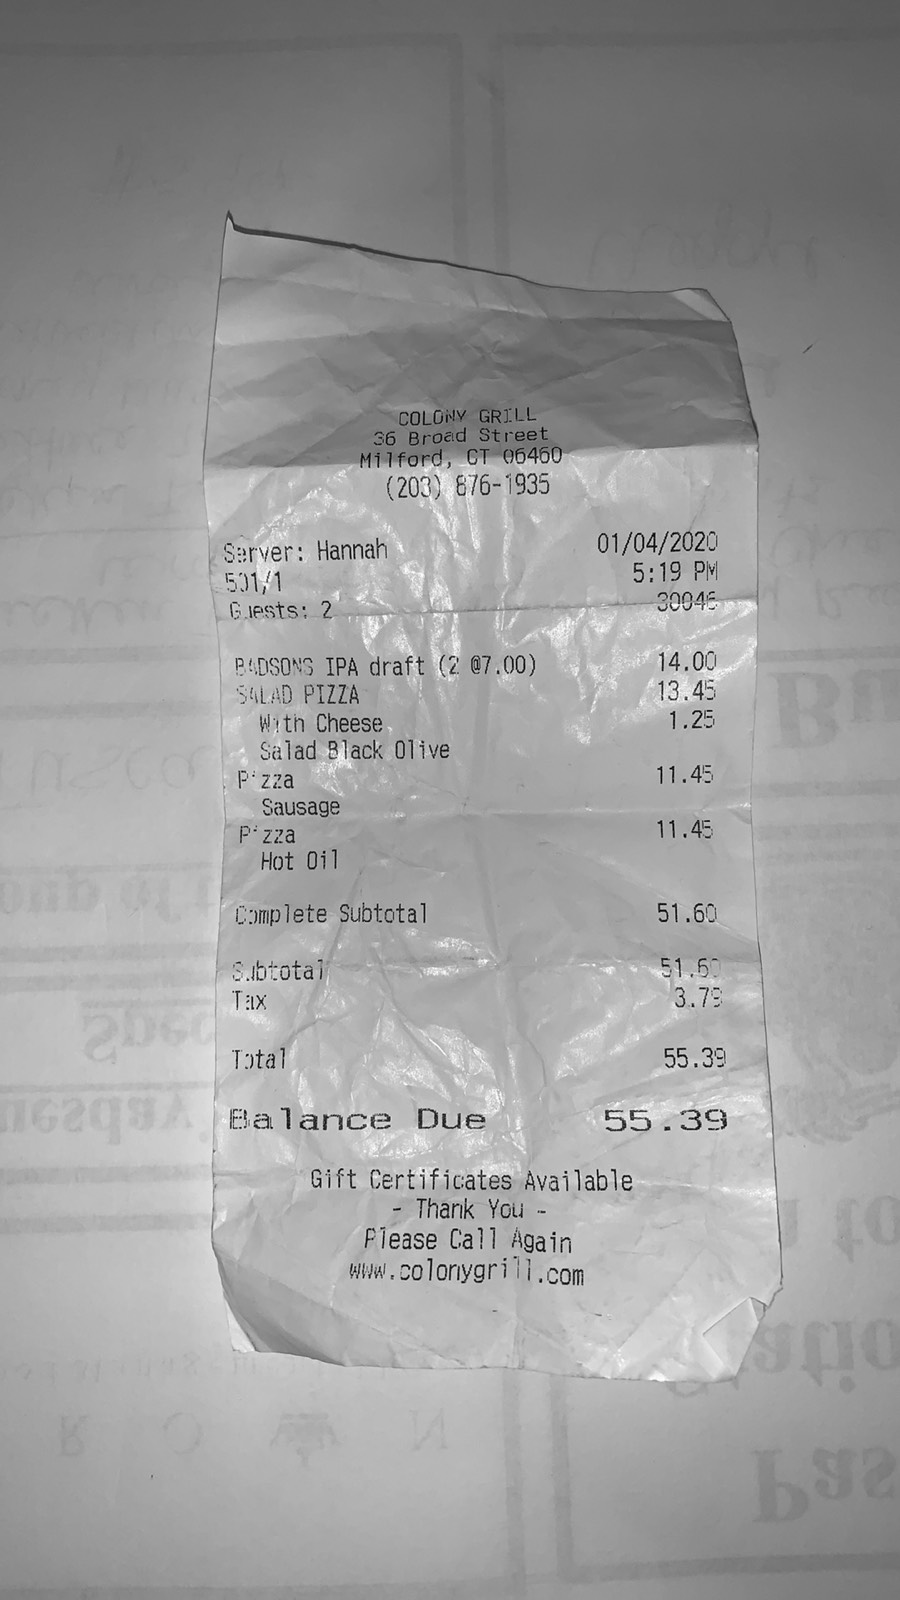 COLONY GRILL
36 Broad Street
Milford, CT 06460
(203) 876-1935
Server: Hannah 01/04/2020
501/1 5:19 PM
Guests: 2 30046
BADSONS IPA draft (2 @7.00) 14.00
SALAD PIZZA 13.45
With Cheese 1.25
Salad Black Olive
Pizza 11.45
Sausage
Pizza 11.45
Hot Oil
Complete Subtotal 51.60
Subtotal 51.60
Tax 3.79
Total 55.39
Balance Due 55.39
Gift Certificates Available
- Thank You -
Please Call Again
www.colonygrill.com